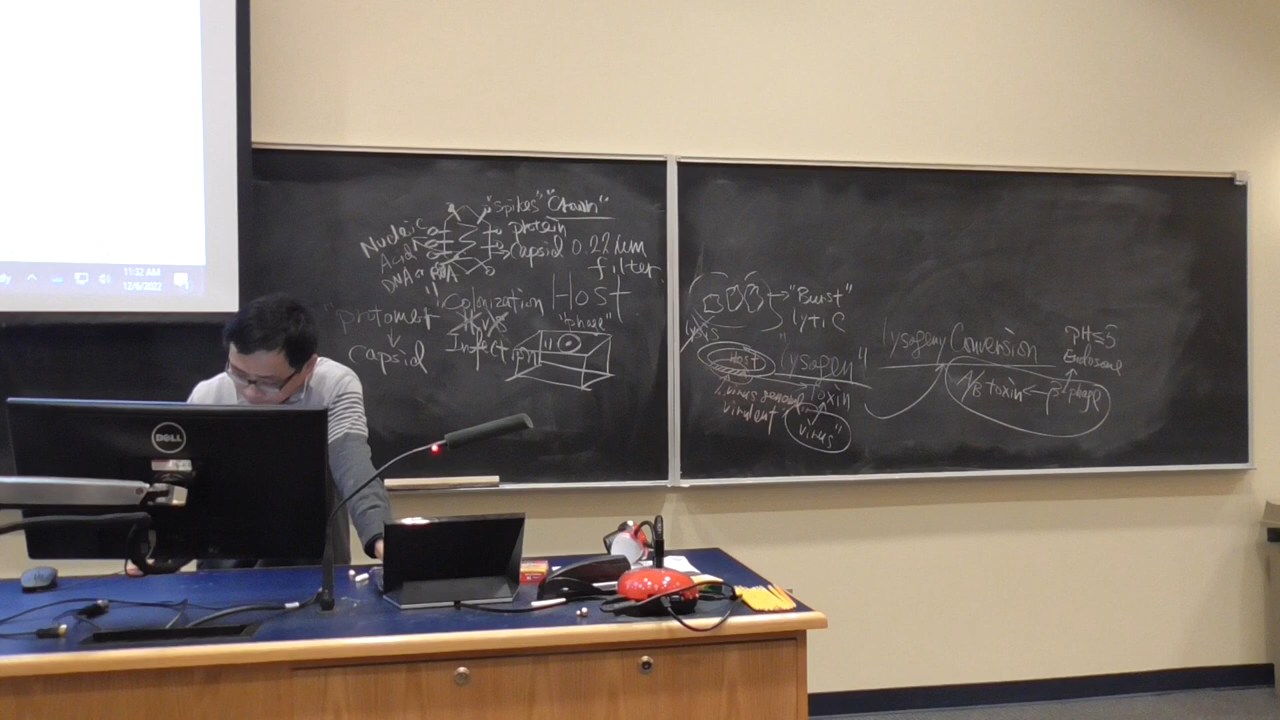 11:32 AM
12/6/2022
DELL
"Spikes" "Crown"
protein
Capsid 0.22 μm
filter
Nucleic
Acid
DNA or RNA
"protomer"
Capsid
Colonization
VS
Infection
Host
"phage"
"Burst"
lytic
lysis
Host
"lysogen"
virus genome
virulent
toxin
virus"
lysogeny Conversion
pH=5
Endosome
A/B toxin ← β-phage